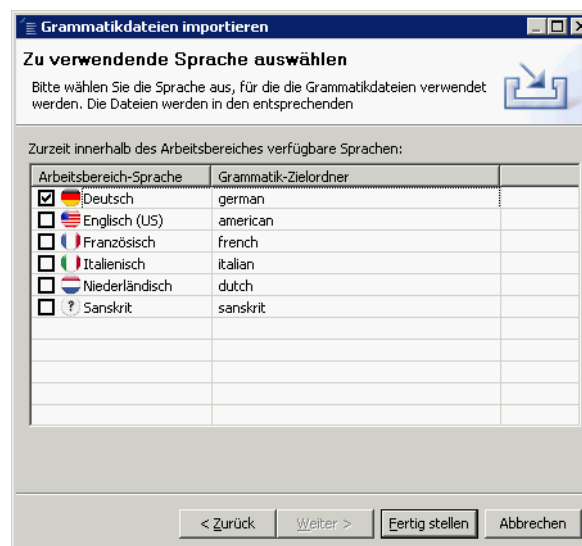 Grammatikdateien importieren
Zu verwendende Sprache auswählen
Bitte wählen Sie die Sprache aus, für die die Grammatikdateien verwendet
werden. Die Dateien werden in den entsprechenden
Zurzeit innerhalb des Arbeitsbereiches verfügbare Sprachen:
Arbeitsbereich-Sprache Grammatik-Zielordner
Deutsch german
Englisch (US) american
Französisch french
Italienisch italian
Niederländisch dutch
? Sanskrit sanskrit
< Zurück Weiter > Fertig stellen Abbrechen